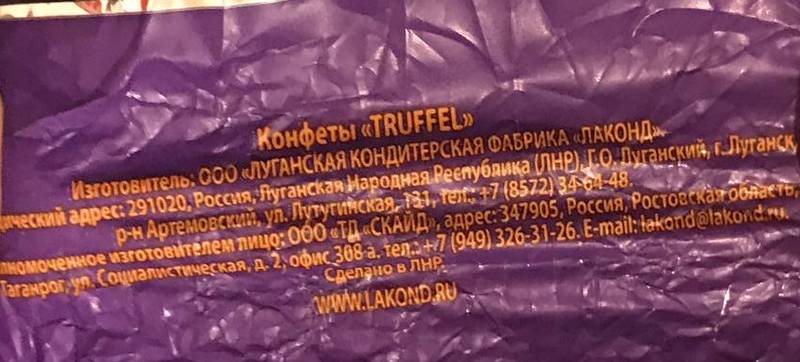 Конфеты «TRUFFEL»
Изготовитель: ООО «ЛУГАНСКАЯ КОНДИТЕРСКАЯ ФАБРИКА «ЛАКОНД»
адрес: 291020, Россия, Луганская Народная Республика (ЛНР), Г.О. Луганский, г. Луганск,
р-н Артемовский, ул. Лутугинская, 131, тел.: +7 (8572) 34-64-48.
изготовителем лицо: ООО «ТД «СКАЙД», адрес: 347905, Россия, Ростовская область,
Таганрог, ул. Социалистическая, д. 2, офис 308-а. тел.: +7 (949) 326-31-26. E-mail: lakond@lakond.ru
Сделано в ЛНР.
WWW.LAKOND.RU